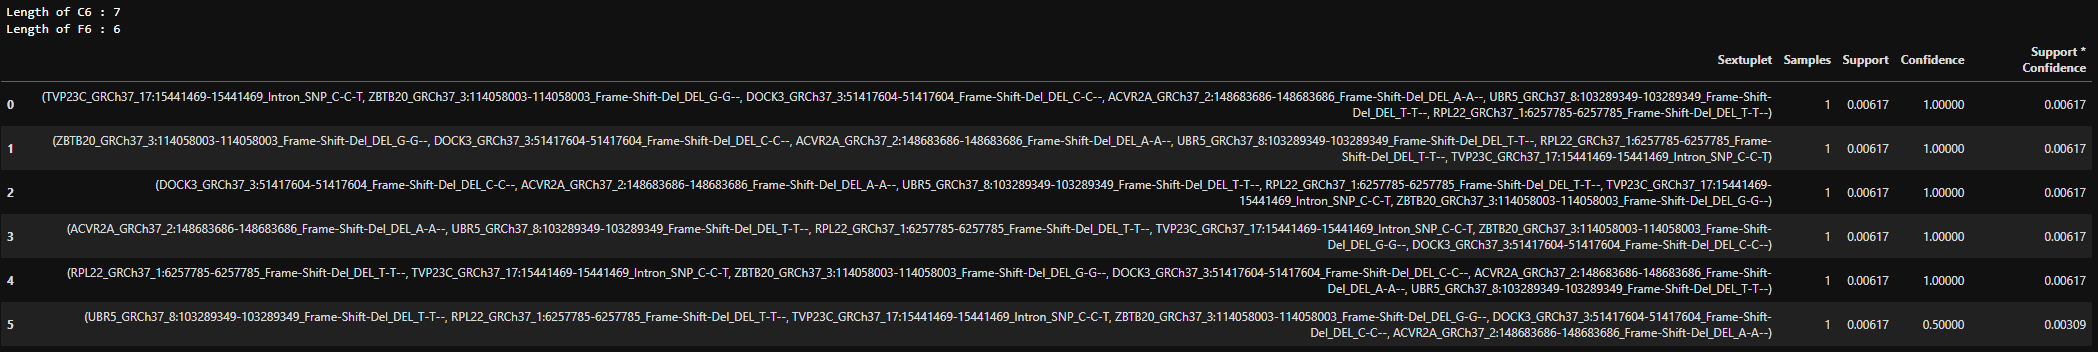 Length of C6 : 7
Length of F6 : 6
Sextuplet Samples Support Confidence Support *
Confidence
0 (TVP23C_GRCh37_17:15441469-15441469_Intron_SNP_C-C-T, ZBTB20_GRCh37_3:114058003-114058003_Frame-Shift-Del_DEL_G-G--, DOCK3_GRCh37_3:51417604-51417604_Frame-Shift-Del_DEL_C-C--, ACVR2A_GRCh37_2:148683686-148683686_Frame-Shift-Del_DEL_A-A--, UBR5_GRCh37_8:103289349-103289349_Frame-Shift- 1 0.00617 1.00000 0.00617
Del_DEL_T-T--, RPL22_GRCh37_1:6257785-6257785_Frame-Shift-Del_DEL_T-T--)
1 (ZBTB20_GRCh37_3:114058003-114058003_Frame-Shift-Del_DEL_G-G--, DOCK3_GRCh37_3:51417604-51417604_Frame-Shift-Del_DEL_C-C--, ACVR2A_GRCh37_2:148683686-148683686_Frame-Shift-Del_DEL_A-A--, UBR5_GRCh37_8:103289349-103289349_Frame-Shift-Del_DEL_T-T--, RPL22_GRCh37_1:6257785-6257785_Frame- 1 0.00617 1.00000 0.00617
Shift-Del_DEL_T-T--, TVP23C_GRCh37_17:15441469-15441469_Intron_SNP_C-C-T)
2 (DOCK3_GRCh37_3:51417604-51417604_Frame-Shift-Del_DEL_C-C--, ACVR2A_GRCh37_2:148683686-148683686_Frame-Shift-Del_DEL_A-A--, UBR5_GRCh37_8:103289349-103289349_Frame-Shift-Del_DEL_T-T--, RPL22_GRCh37_1:6257785-6257785_Frame-Shift-Del_DEL_T-T--, TVP23C_GRCh37_17:15441469- 1 0.00617 1.00000 0.00617
15441469_Intron_SNP_C-C-T, ZBTB20_GRCh37_3:114058003-114058003_Frame-Shift-Del_DEL_G-G--)
3 (ACVR2A_GRCh37_2:148683686-148683686_Frame-Shift-Del_DEL_A-A--, UBR5_GRCh37_8:103289349-103289349_Frame-Shift-Del_DEL_T-T--, RPL22_GRCh37_1:6257785-6257785_Frame-Shift-Del_DEL_T-T--, TVP23C_GRCh37_17:15441469-15441469_Intron_SNP_C-C-T, ZBTB20_GRCh37_3:114058003-114058003_Frame-Shift- 1 0.00617 1.00000 0.00617
Del_DEL_G-G--, DOCK3_GRCh37_3:51417604-51417604_Frame-Shift-Del_DEL_C-C--)
4 (RPL22_GRCh37_1:6257785-6257785_Frame-Shift-Del_DEL_T-T--, TVP23C_GRCh37_17:15441469-15441469_Intron_SNP_C-C-T, ZBTB20_GRCh37_3:114058003-114058003_Frame-Shift-Del_DEL_G-G--, DOCK3_GRCh37_3:51417604-51417604_Frame-Shift-Del_DEL_C-C--, ACVR2A_GRCh37_2:148683686-148683686_Frame-Shift- 1 0.00617 1.00000 0.00617
Del_DEL_A-A--, UBR5_GRCh37_8:103289349-103289349_Frame-Shift-Del_DEL_T-T--)
5 (UBR5_GRCh37_8:103289349-103289349_Frame-Shift-Del_DEL_T-T--, RPL22_GRCh37_1:6257785-6257785_Frame-Shift-Del_DEL_T-T--, TVP23C_GRCh37_17:15441469-15441469_Intron_SNP_C-C-T, ZBTB20_GRCh37_3:114058003-114058003_Frame-Shift-Del_DEL_G-G--, DOCK3_GRCh37_3:51417604-51417604_Frame-Shift- 1 0.00617 0.50000 0.00309
Del_DEL_C-C--, ACVR2A_GRCh37_2:148683686-148683686_Frame-Shift-Del_DEL_A-A--)